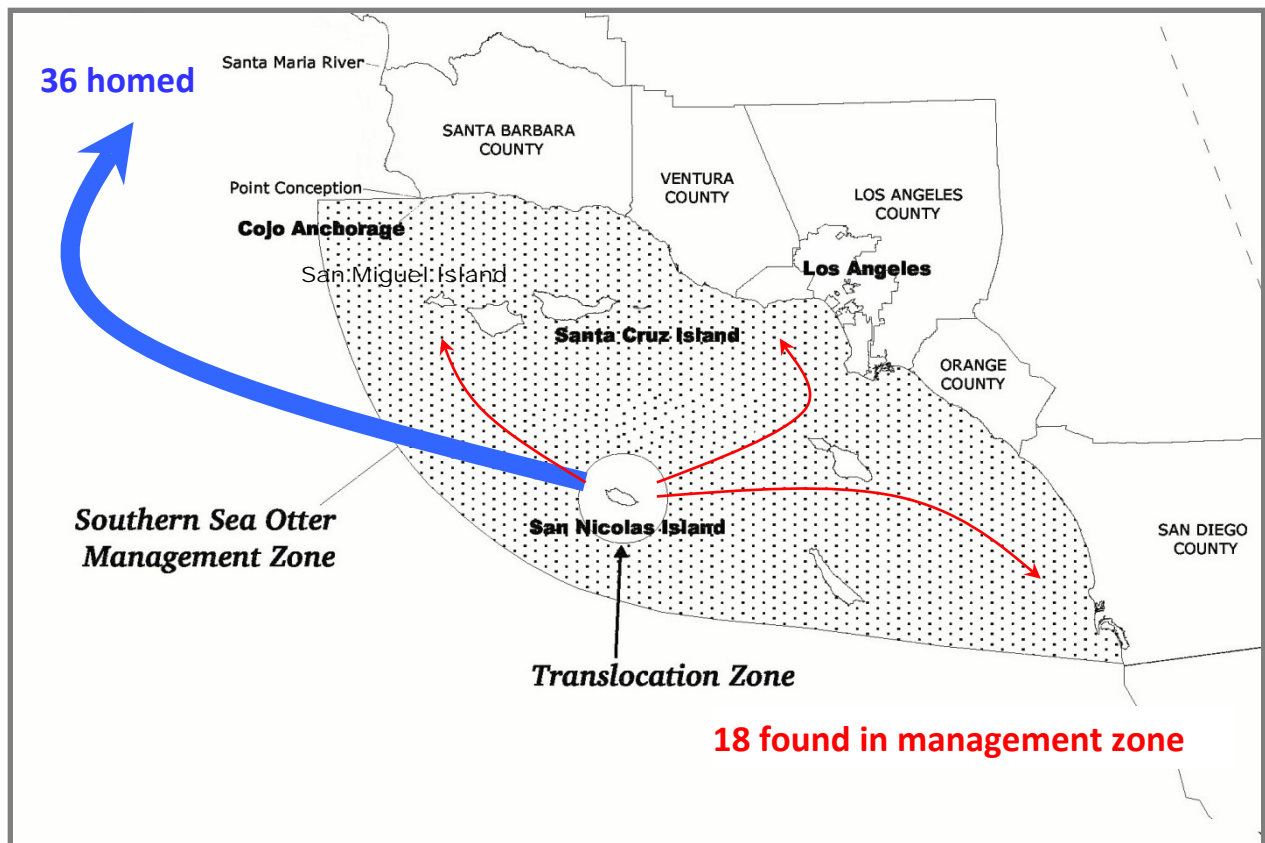 Santa Maria River
36 homed
SANTA BARBARA
COUNTY
VENTURA
COUNTY
Point Conception
LOS ANGELES
COUNTY
Cojo Anchorage
San Miguel Island
Los Angeles
Santa Cruz Island
ORANGE
COUNTY
Southern Sea Otter
Management Zone
San Nicolas Island
SAN DIEGO
COUNTY
Translocation Zone
18 found in management zone